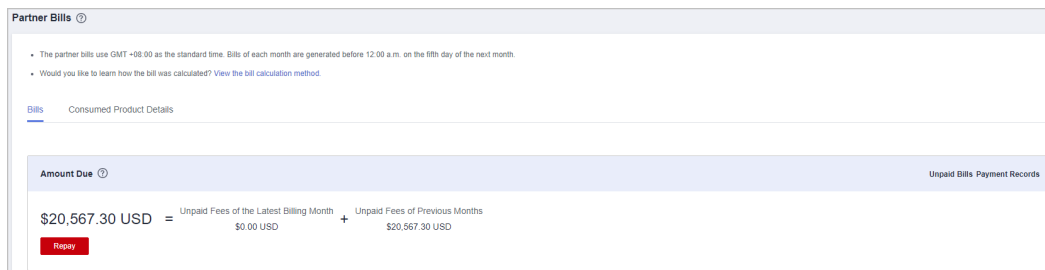 Partner Bills ?
• The partner bills use GMT +08:00 as the standard time. Bills of each month are generated before 12:00 a.m. on the fifth day of the next month.
• Would you like to learn how the bill was calculated? View the bill calculation method.
Bills Consumed Product Details
Amount Due ? Unpaid Bills Payment Records
$20,567.30 USD = Unpaid Fees of the Latest Billing Month + Unpaid Fees of Previous Months
$0.00 USD $20,567.30 USD
Repay